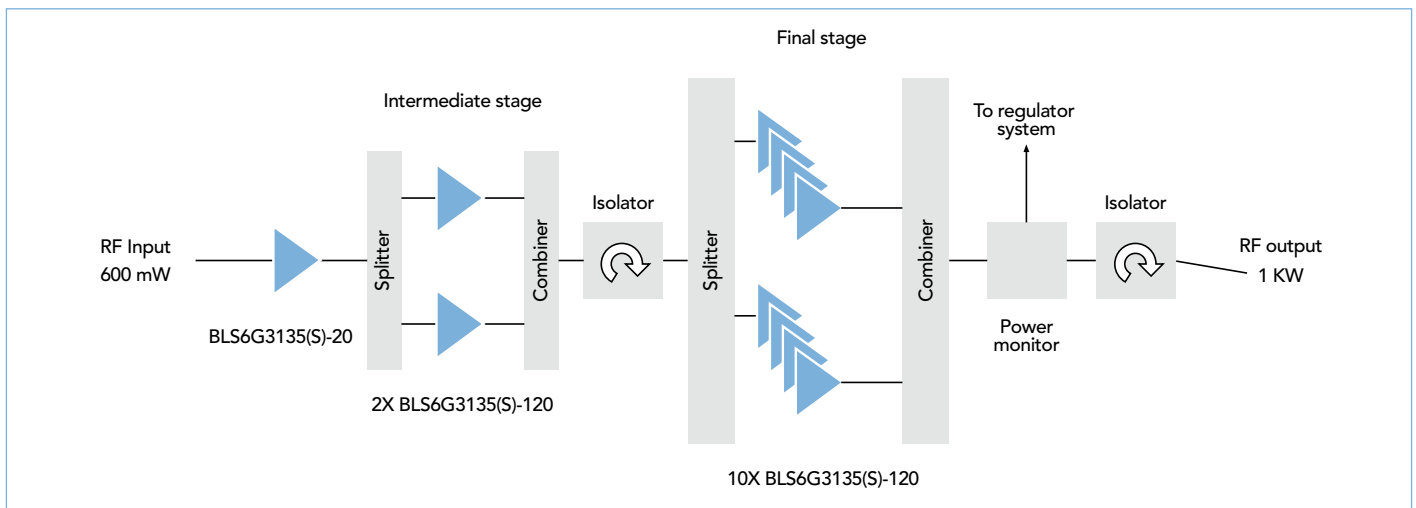 Final stage
Intermediate stage
To regulator
system
Isolator
Isolator
RF Input
600 mW
Splitter
Combiner
Splitter
Combiner
RF output
1 KW
BLS6G3135(S)-20
Power
monitor
2X BLS6G3135(S)-120
10X BLS6G3135(S)-120